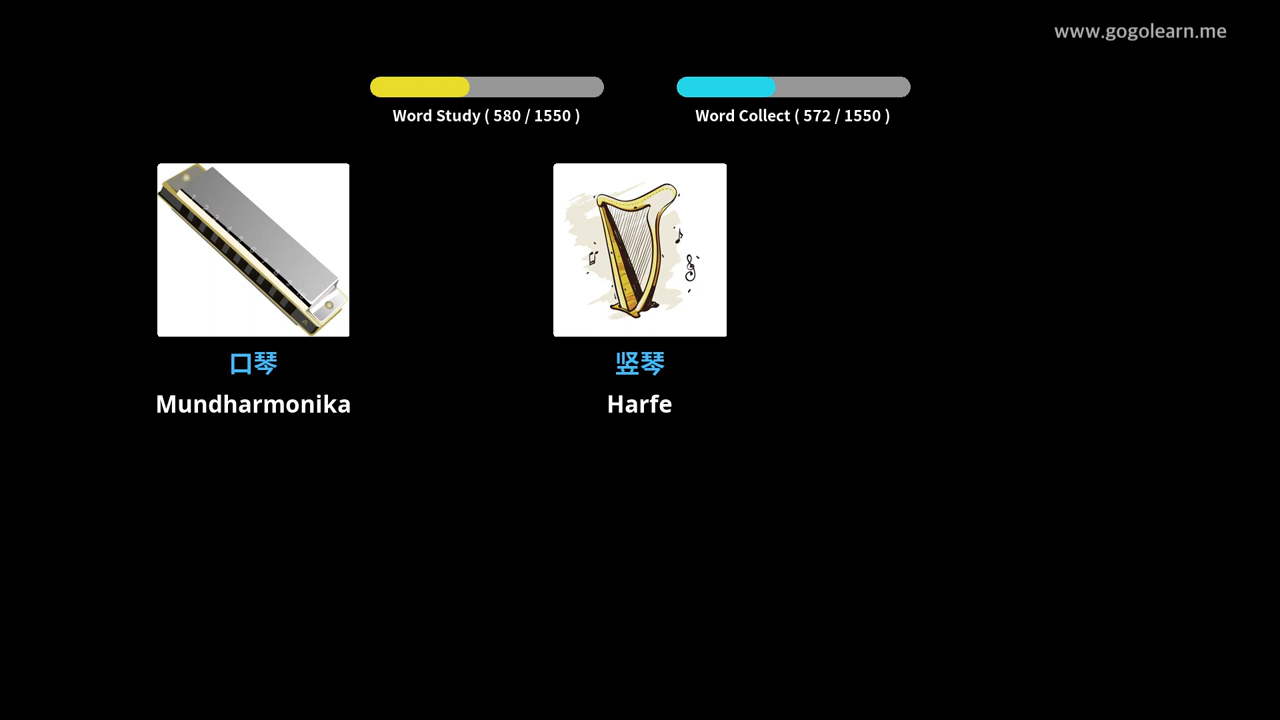 www.gogolearn.me
Word Study ( 580 / 1550 )
Word Collect ( 572 / 1550 )
口琴
Mundharmonika
竖琴
Harfe